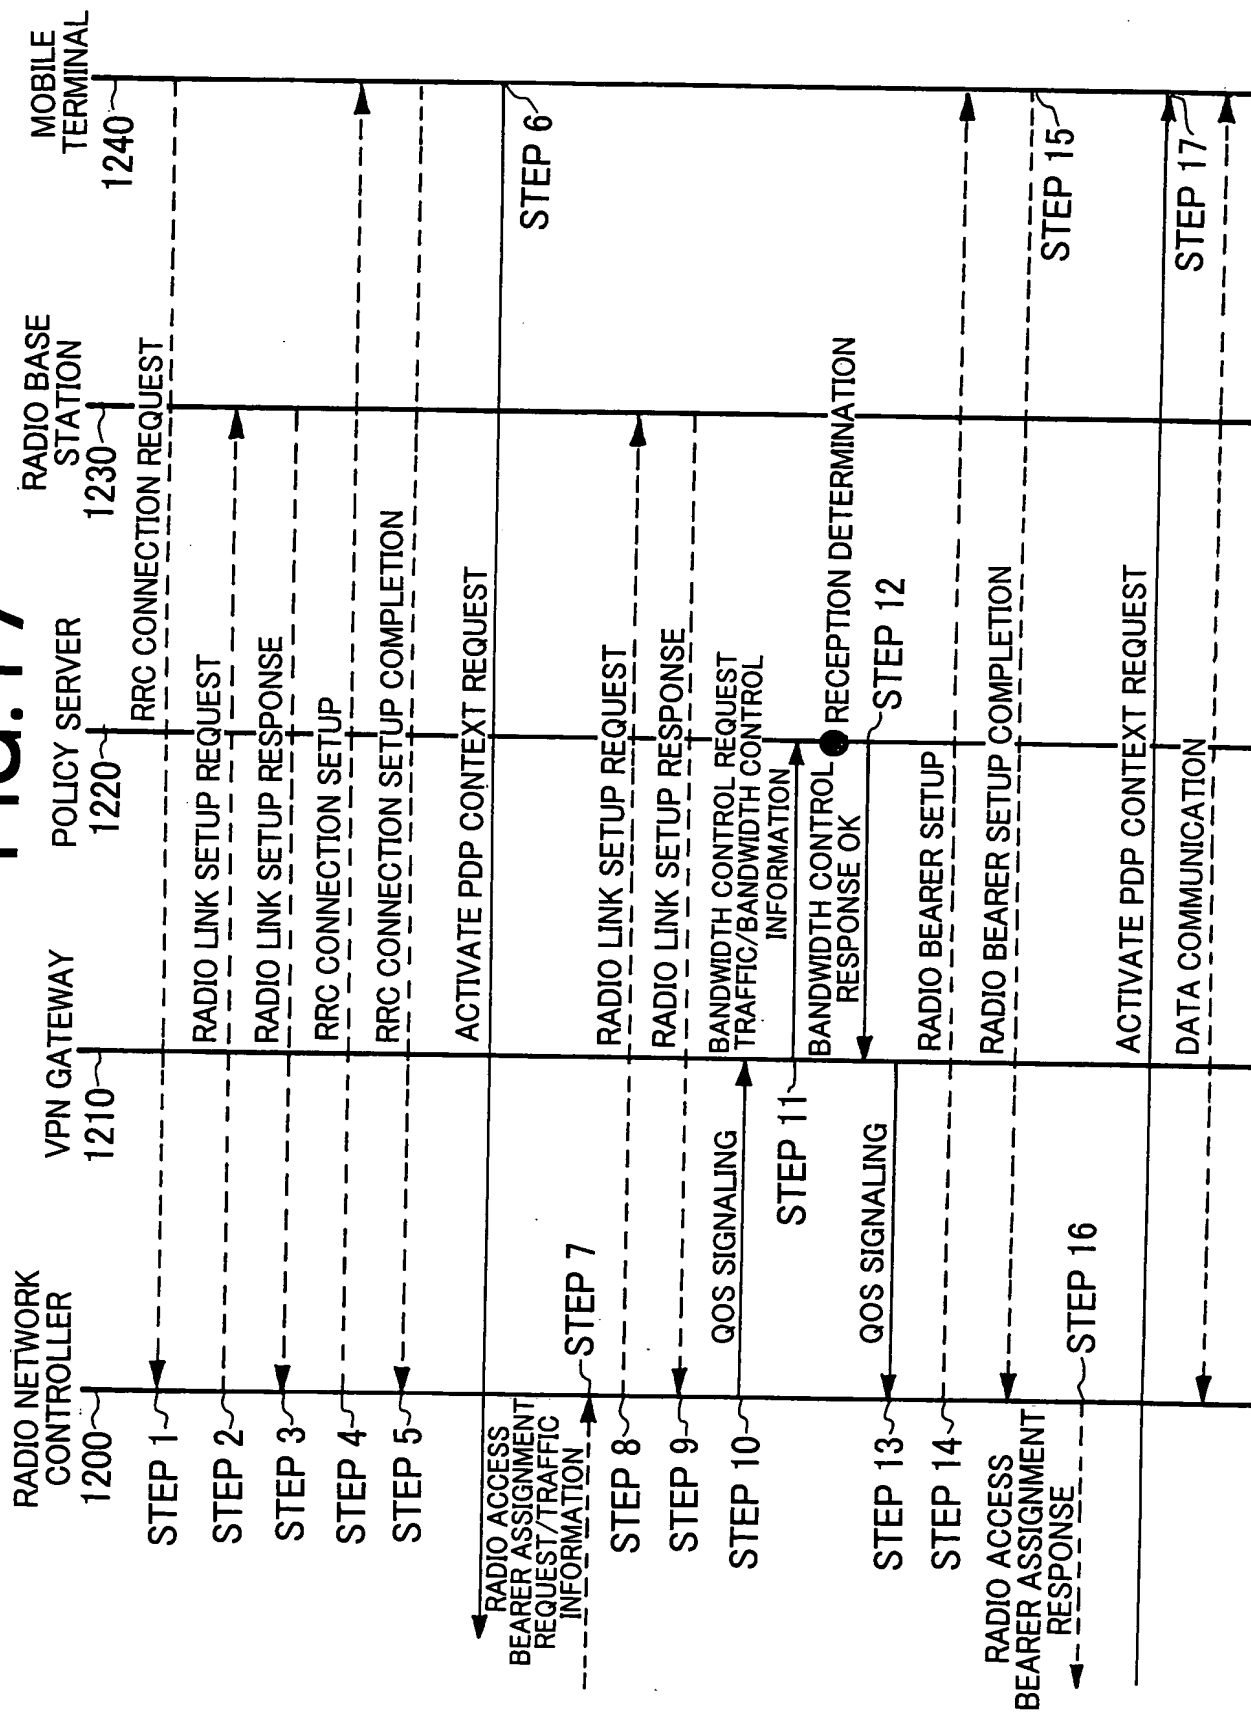 FIG. 17
RADIO NETWORK
CONTROLLER
1200
VPN GATEWAY
1210
POLICY SERVER
1220
RADIO BASE
STATION
1230
MOBILE
TERMINAL
1240
STEP 1
RRC CONNECTION REQUEST
STEP 2
RADIO LINK SETUP REQUEST
STEP 3
RADIO LINK SETUP RESPONSE
STEP 4
RRC CONNECTION SETUP
STEP 5
RRC CONNECTION SETUP COMPLETION
ACTIVATE PDP CONTEXT REQUEST
STEP 6
RADIO ACCESS
BEARER ASSIGNMENT
REQUEST/TRAFFIC
INFORMATION
STEP 7
STEP 8
RADIO LINK SETUP REQUEST
STEP 9
RADIO LINK SETUP RESPONSE
STEP 10
QOS SIGNALING
BANDWIDTH CONTROL REQUEST
TRAFFIC/BANDWIDTH CONTROL
INFORMATION
STEP 11
RECEPTION DETERMINATION
BANDWIDTH CONTROL
RESPONSE OK
STEP 12
STEP 13
QOS SIGNALING
STEP 14
RADIO BEARER SETUP
RADIO BEARER SETUP COMPLETION
STEP 15
RADIO ACCESS
BEARER ASSIGNMENT
RESPONSE
STEP 16
ACTIVATE PDP CONTEXT REQUEST
STEP 17
DATA COMMUNICATION